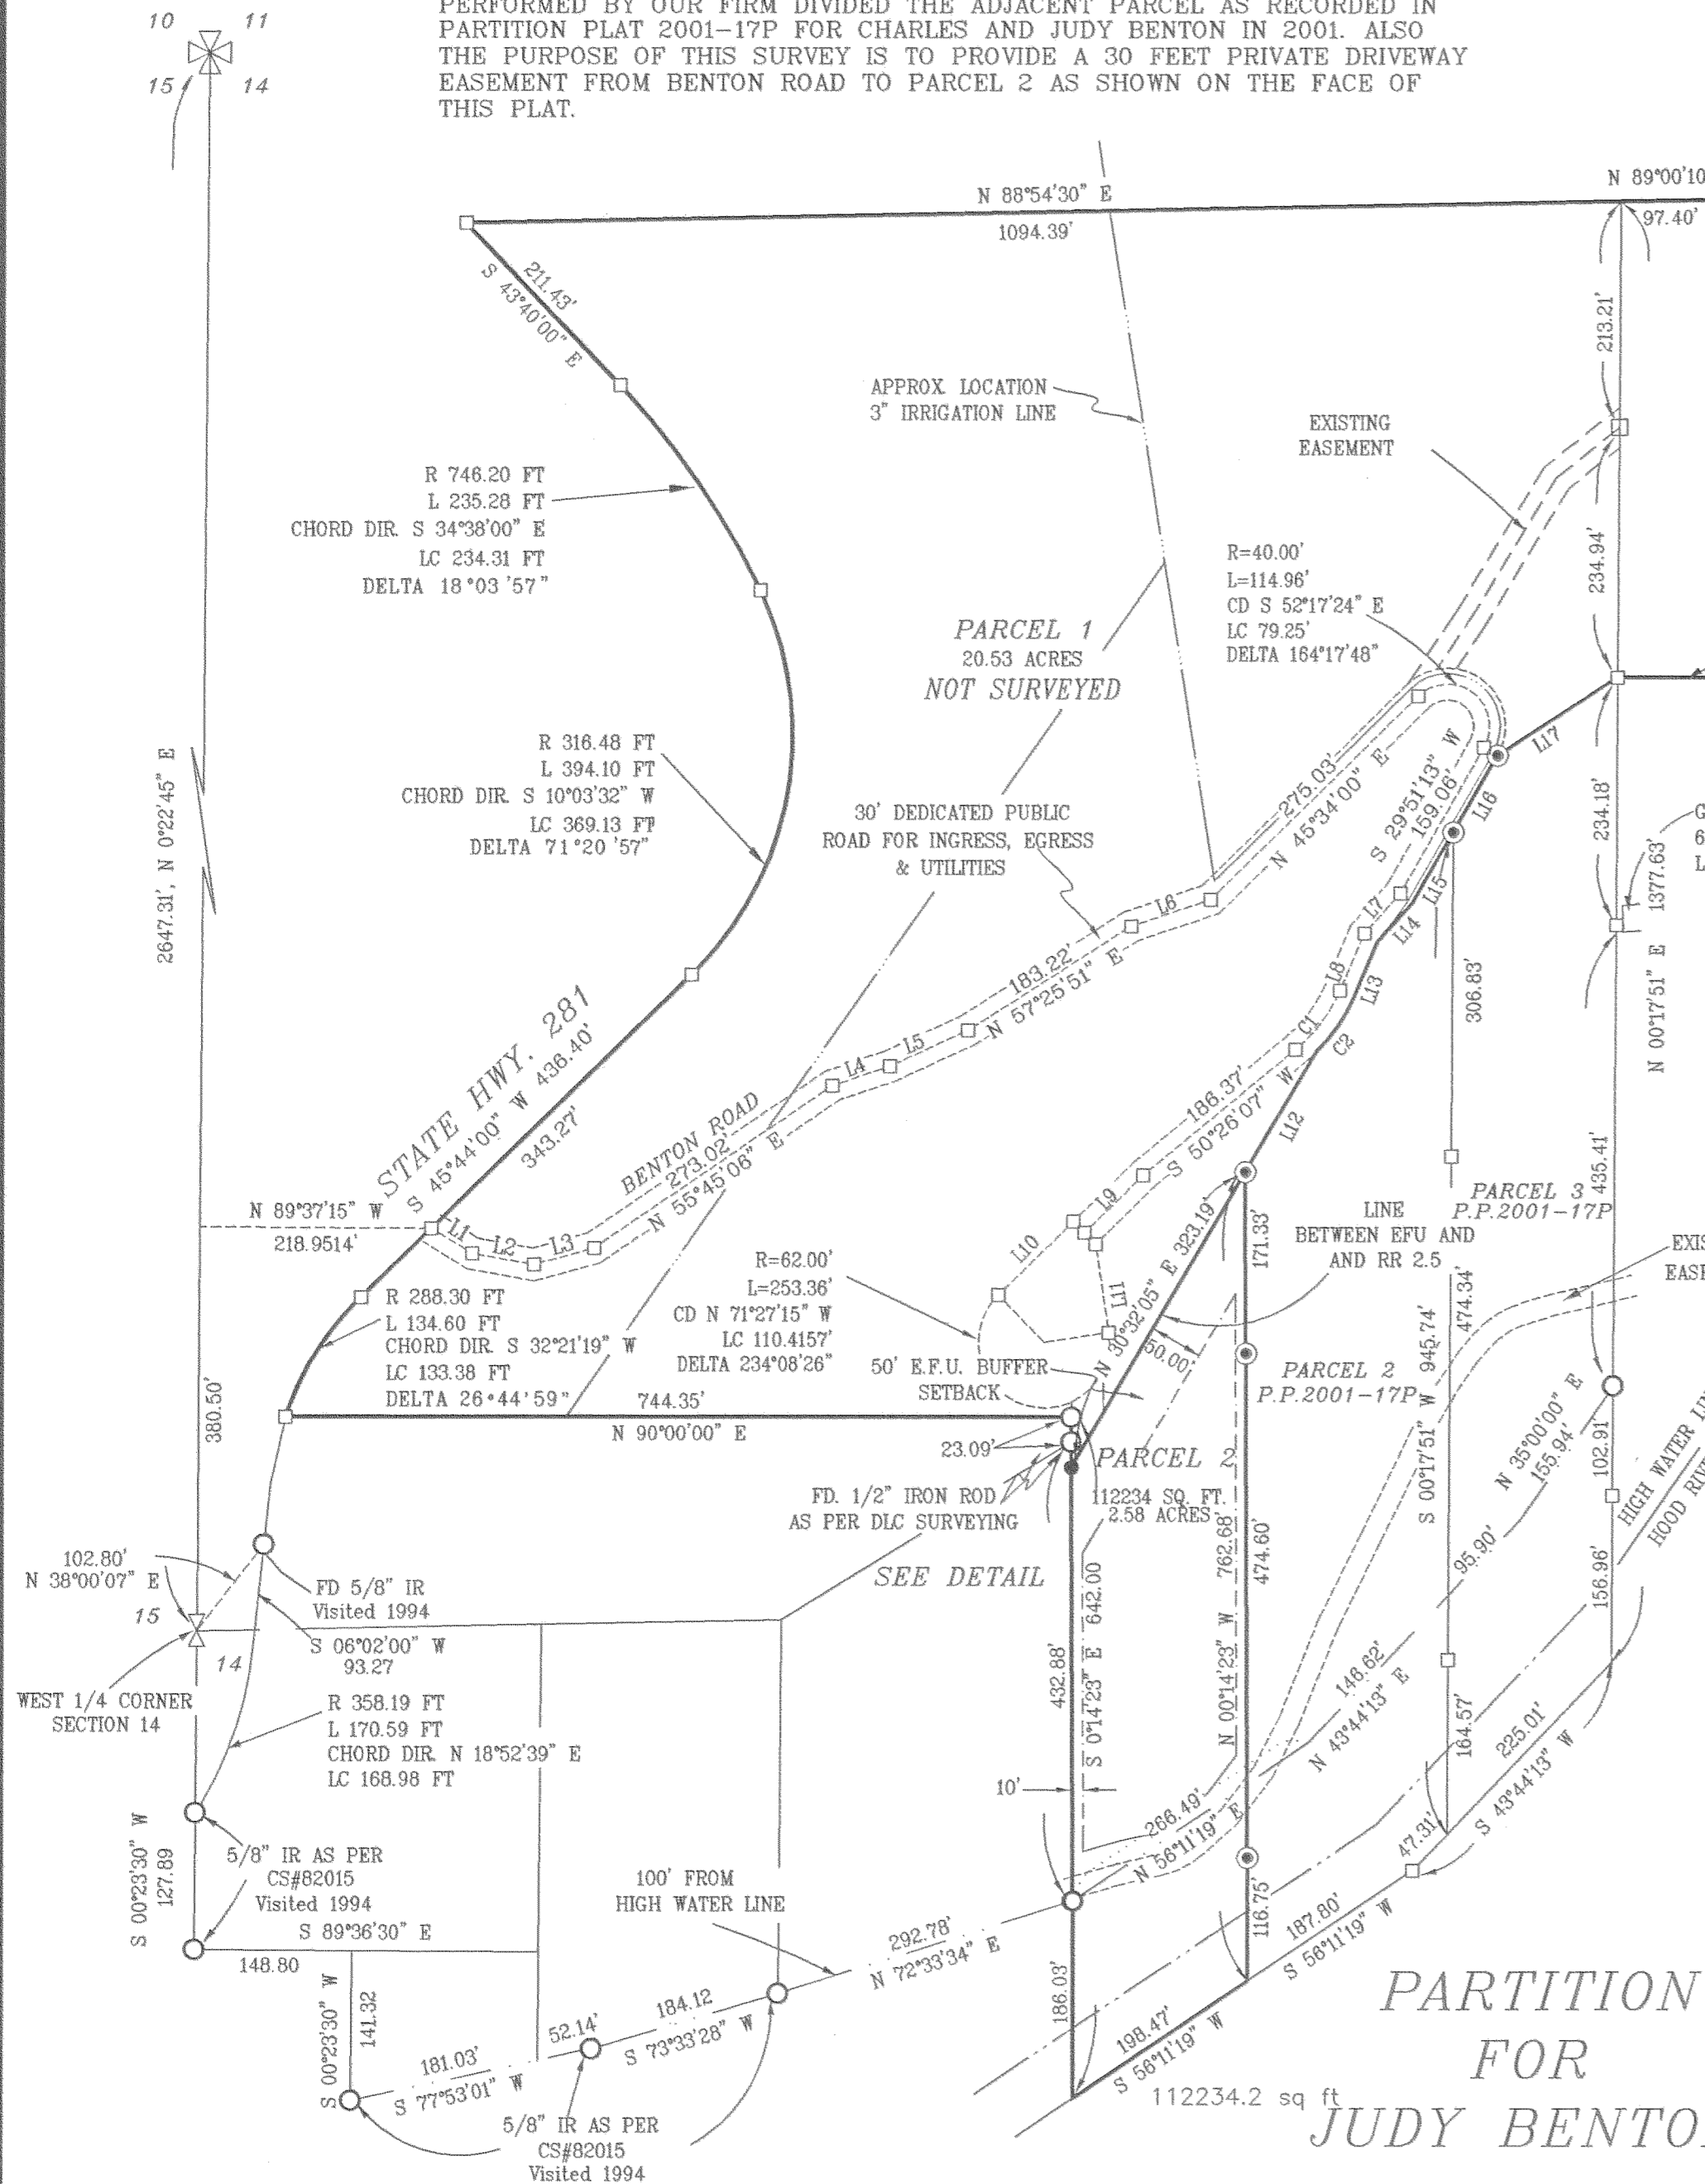 PERFORMED BY OUR FIRM DIVIDED THE ADJACENT PARCEL AS RECORDED IN
PARTITION PLAT 2001-17P FOR CHARLES AND JUDY BENTON IN 2001. ALSO
THE PURPOSE OF THIS SURVEY IS TO PROVIDE A 30 FEET PRIVATE DRIVEWAY
EASEMENT FROM BENTON ROAD TO PARCEL 2 AS SHOWN ON THE FACE OF
THIS PLAT.
10 11
15 14
N 88°54'30" E
1094.39'
N 89°00'10
97.40'
211.43'
S 43°40'00" E
213.21'
APPROX. LOCATION
3" IRRIGATION LINE
EXISTING
EASEMENT
R 746.20 FT
L 235.28 FT
CHORD DIR. S 34°38'00" E
LC 234.31 FT
DELTA 18°03 '57"
R=40.00'
L=114.96'
CD S 52°17'24" E
LC 79.25'
DELTA 164°17'48"
234.94'
PARCEL 1
20.53 ACRES
NOT SURVEYED
R 316.48 FT
L 394.10 FT
CHORD DIR. S 10°03'32" W
LC 369.13 FT
DELTA 71°20 '57"
2647.31', N 0°22'45" E
30' DEDICATED PUBLIC
ROAD FOR INGRESS, EGRESS
& UTILITIES
275.03'
N 45°34'00" E
S 29°51'13" W
159.06'
L17
L16
L15
L14
L13
L7
L8
L6
C1
C2
234.18'
G
6
L
1377.63'
N 00°17'51" E
306.83'
183.22'
N 57°25'51" E
L5
L4
STATE HWY. 281
S 45°44'00" W 436.40'
343.27'
BENTON ROAD
273.02'
N 55°45'06" E
186.37'
S 50°26'07" W
L12
L9
L10
L11
L1
L2
L3
N 89°37'15" W
218.9514'
435.41'
PARCEL 3
P.P.2001-17P
LINE
BETWEEN EFU AND
AND RR 2.5
EXIS
EASE
N 30°32'05" E 323.19'
171.33'
50.00'
R=62.00'
L=253.36'
CD N 71°27'15" W
LC 110.4157'
DELTA 234°08'26"
R 288.30 FT
L 134.60 FT
CHORD DIR. S 32°21'19" W
LC 133.38 FT
DELTA 26°44'59"
50' E.F.U. BUFFER
SETBACK
744.35'
N 90°00'00" E
380.50'
PARCEL 2
P.P.2001-17P
474.34'
S 00°17'51" W 945.74'
N 35°00'00" E
155.94'
102.91
HIGH WATER LIN
HOOD RIVE
23.09'
PARCEL 2
112234 SQ. FT.
2.58 ACRES
FD. 1/2" IRON ROD
AS PER DLC SURVEYING
SEE DETAIL
95.90'
156.96'
102.80'
N 38°00'07" E
FD 5/8" IR
Visited 1994
15
14
S 06°02'00" W
93.27
WEST 1/4 CORNER
SECTION 14
R 358.19 FT
L 170.59 FT
CHORD DIR. N 18°52'39" E
LC 168.98 FT
432.88'
S 0°14'23" E 642.00
N 00°14'23" W 762.68'
474.60'
146.62'
N 43°44'13" E
164.57'
225.01'
S 43°44'13" W
10'
266.49'
N 56°11'19" E
47.31'
S 00°23'30" W
127.89
5/8" IR AS PER
CS#82015
Visited 1994
S 89°36'30" E
148.80
100' FROM
HIGH WATER LINE
116.75'
187.80'
S 56°11'19" W
292.78'
N 72°33'34" E
186.03'
S 00°23'30" W
141.32
184.12
S 73°33'28" W
52.14'
181.03'
S 77°53'01" W
198.47'
S 56°11'19" W
112234.2 sq ft
5/8" IR AS PER
CS#82015
Visited 1994
PARTITION
FOR
JUDY BENTO